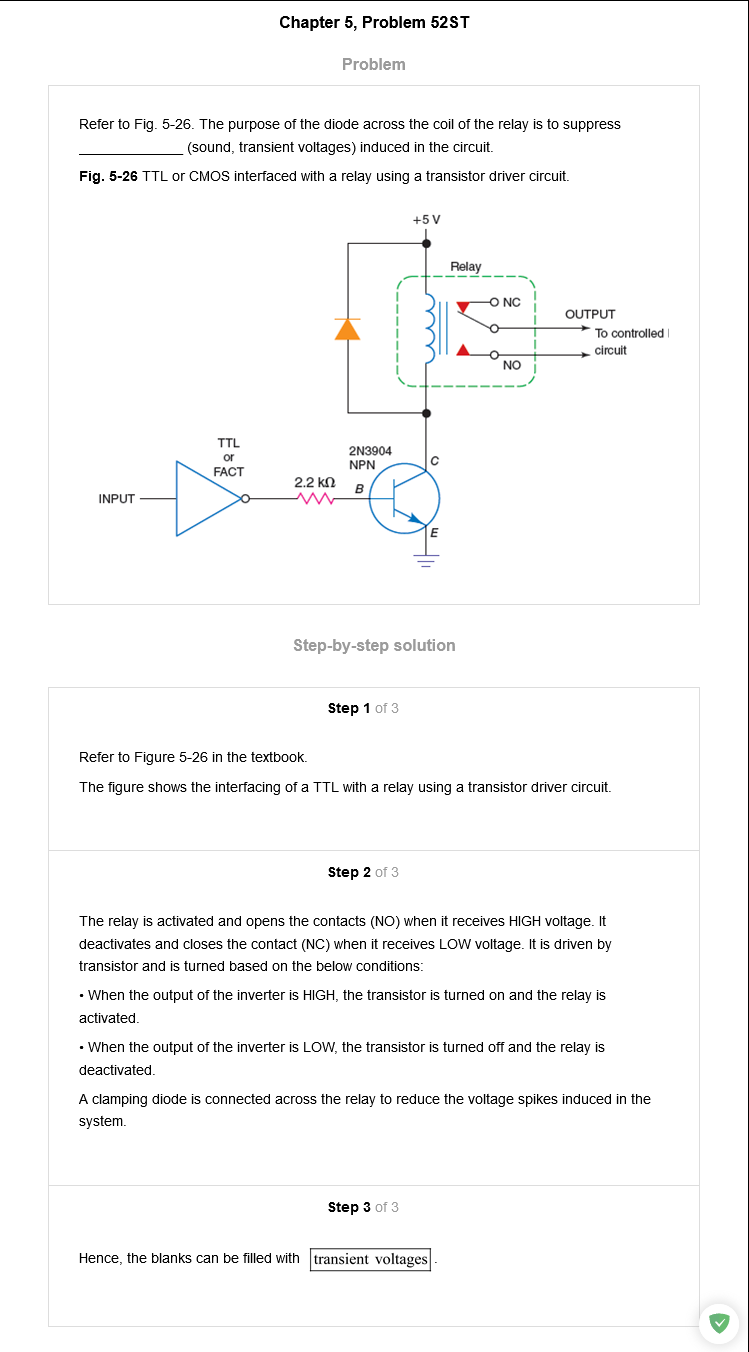 Chapter 5, Problem 52ST
Problem
Refer to Fig. 5-26. The purpose of the diode across the coil of the relay is to suppress
_____________ (sound, transient voltages) induced in the circuit.
Fig. 5-26 TTL or CMOS interfaced with a relay using a transistor driver circuit.
+5 V
Relay
NC
OUTPUT
To controlled
circuit
NO
TTL
or
FACT
2N3904
NPN
C
2.2 kΩ
B
INPUT
E
Step-by-step solution
Step 1 of 3
Refer to Figure 5-26 in the textbook.
The figure shows the interfacing of a TTL with a relay using a transistor driver circuit.
Step 2 of 3
The relay is activated and opens the contacts (NO) when it receives HIGH voltage. It
deactivates and closes the contact (NC) when it receives LOW voltage. It is driven by
transistor and is turned based on the below conditions:
• When the output of the inverter is HIGH, the transistor is turned on and the relay is
activated.
• When the output of the inverter is LOW, the transistor is turned off and the relay is
deactivated.
A clamping diode is connected across the relay to reduce the voltage spikes induced in the
system.
Step 3 of 3
Hence, the blanks can be filled with transient voltages.